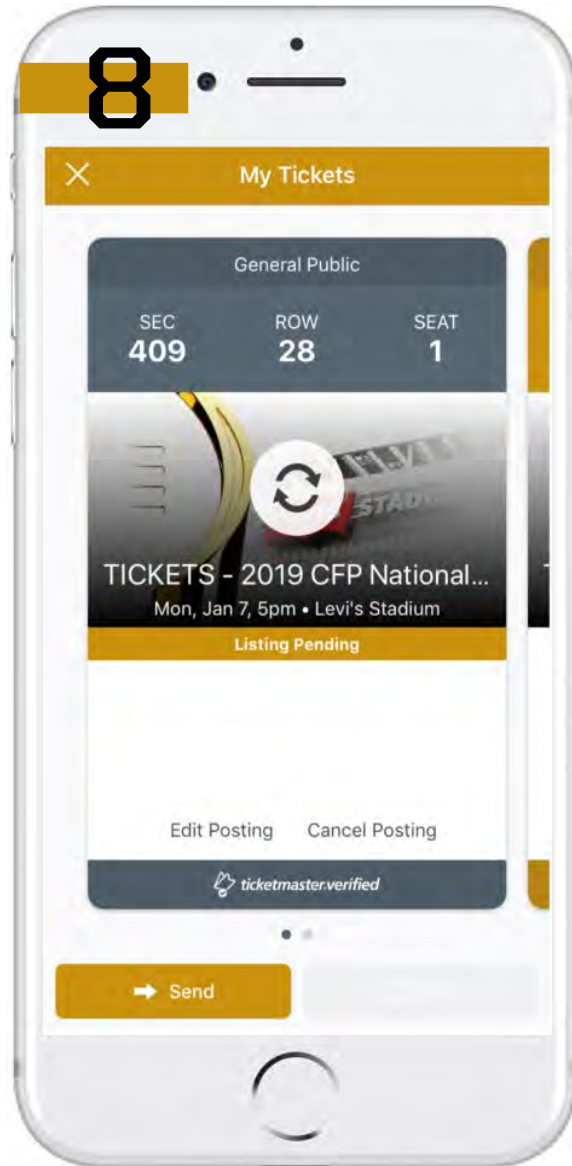 8
My Tickets
General Public
SEC ROW SEAT
409 28 1
STAD
TICKETS - 2019 CFP National...
Mon, Jan 7, 5pm • Levi's Stadium
Listing Pending
Edit Posting Cancel Posting
ticketmaster.verified
Send